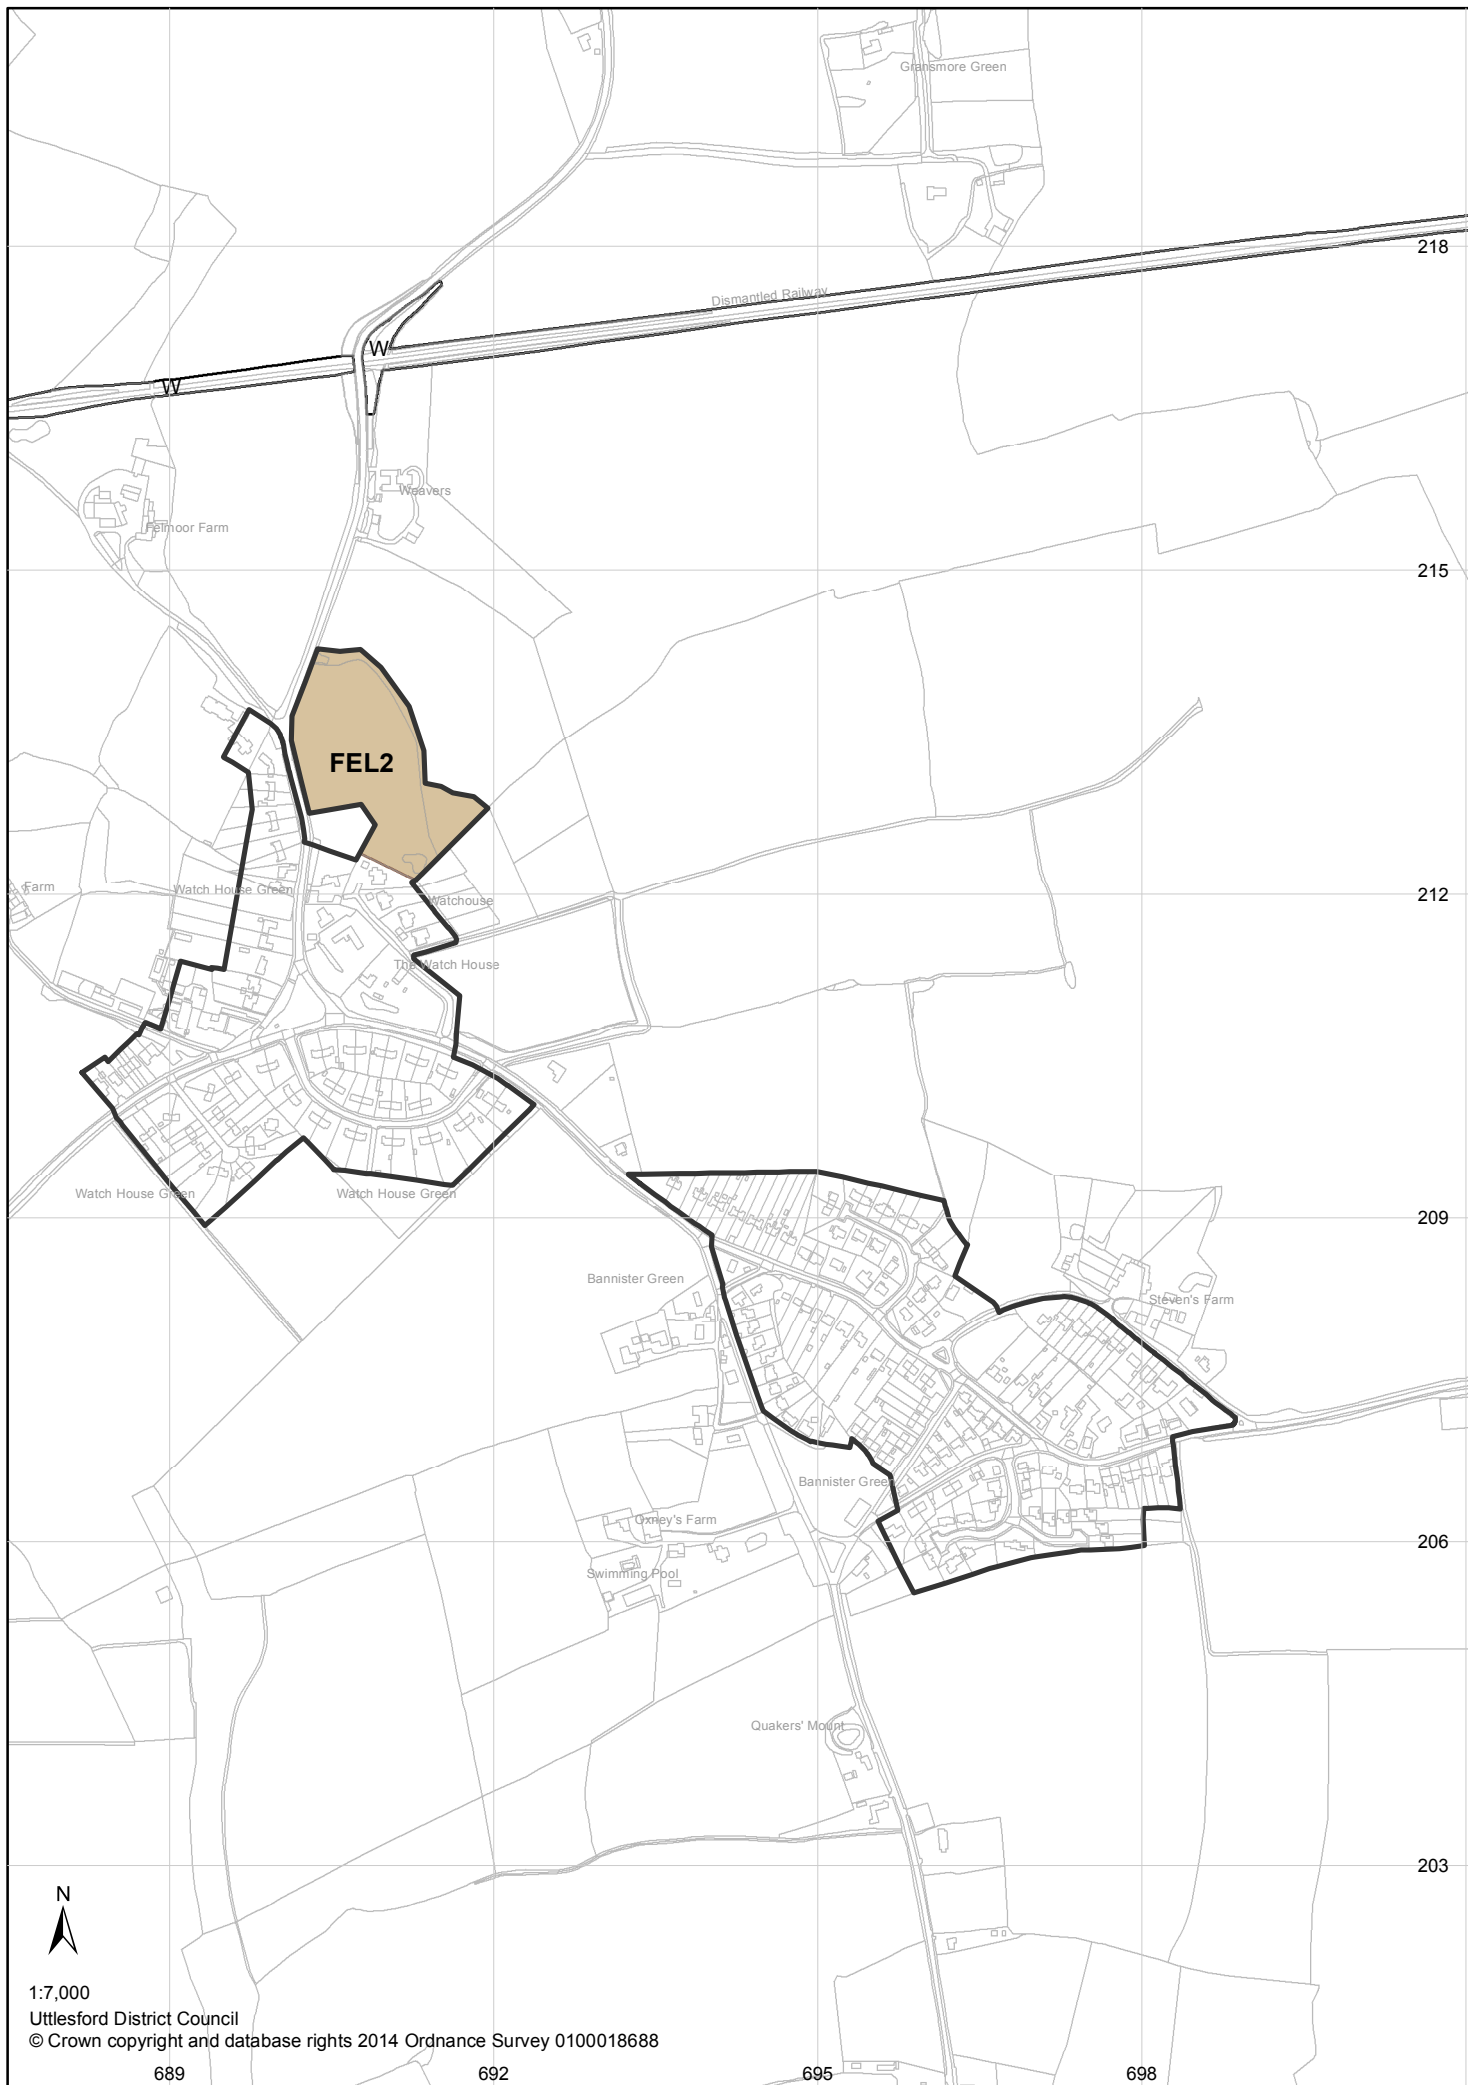 Gransmore Green
218
Dismantled Railway
W
W
Weavers
Felmoor Farm
215
FEL2
Farm
Watch House Green
212
Watchouse
The Watch House
Watch House Green
Watch House Green
209
Bannister Green
Steven's Farm
Bannister Green
Oxney's Farm
206
Swimming Pool
Quakers' Mount
203
N
1:7,000
Uttlesford District Council
© Crown copyright and database rights 2014 Ordnance Survey 0100018688
689
692
695
698